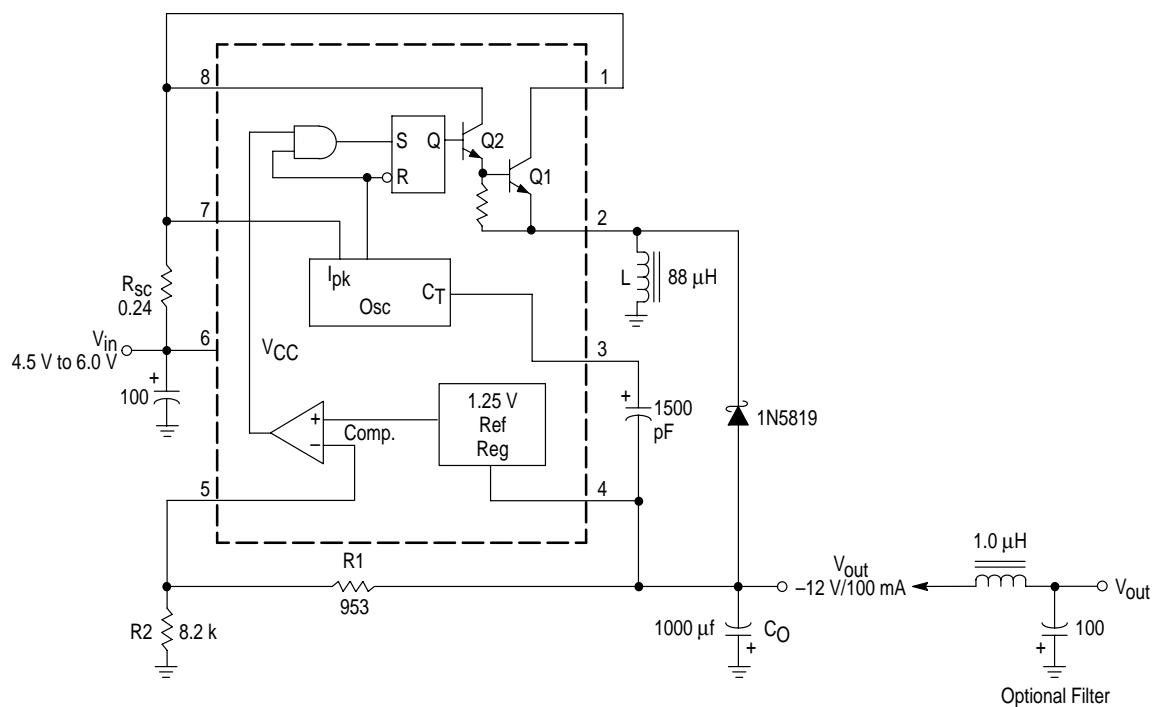 8
1
S
Q
R
Q2
Q1
7
2
Ipk
Osc
CT
L
88 µH
Rsc
0.24
Vin
4.5 V to 6.0 V
6
VCC
3
100
+
+
1500
pF
1N5819
1.25 V
Ref
Reg
+
–
Comp.
5
4
R1
953
Vout
–12 V/100 mA
1.0 µH
Vout
R2
8.2 k
1000 µf
+
CO
100
+
Optional Filter